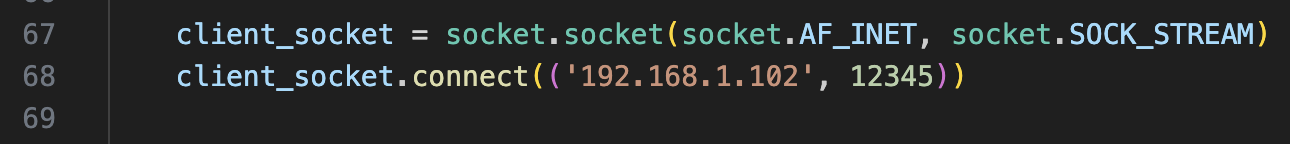 67 client_socket = socket.socket(socket.AF_INET, socket.SOCK_STREAM)
68 client_socket.connect(('192.168.1.102', 12345))
69